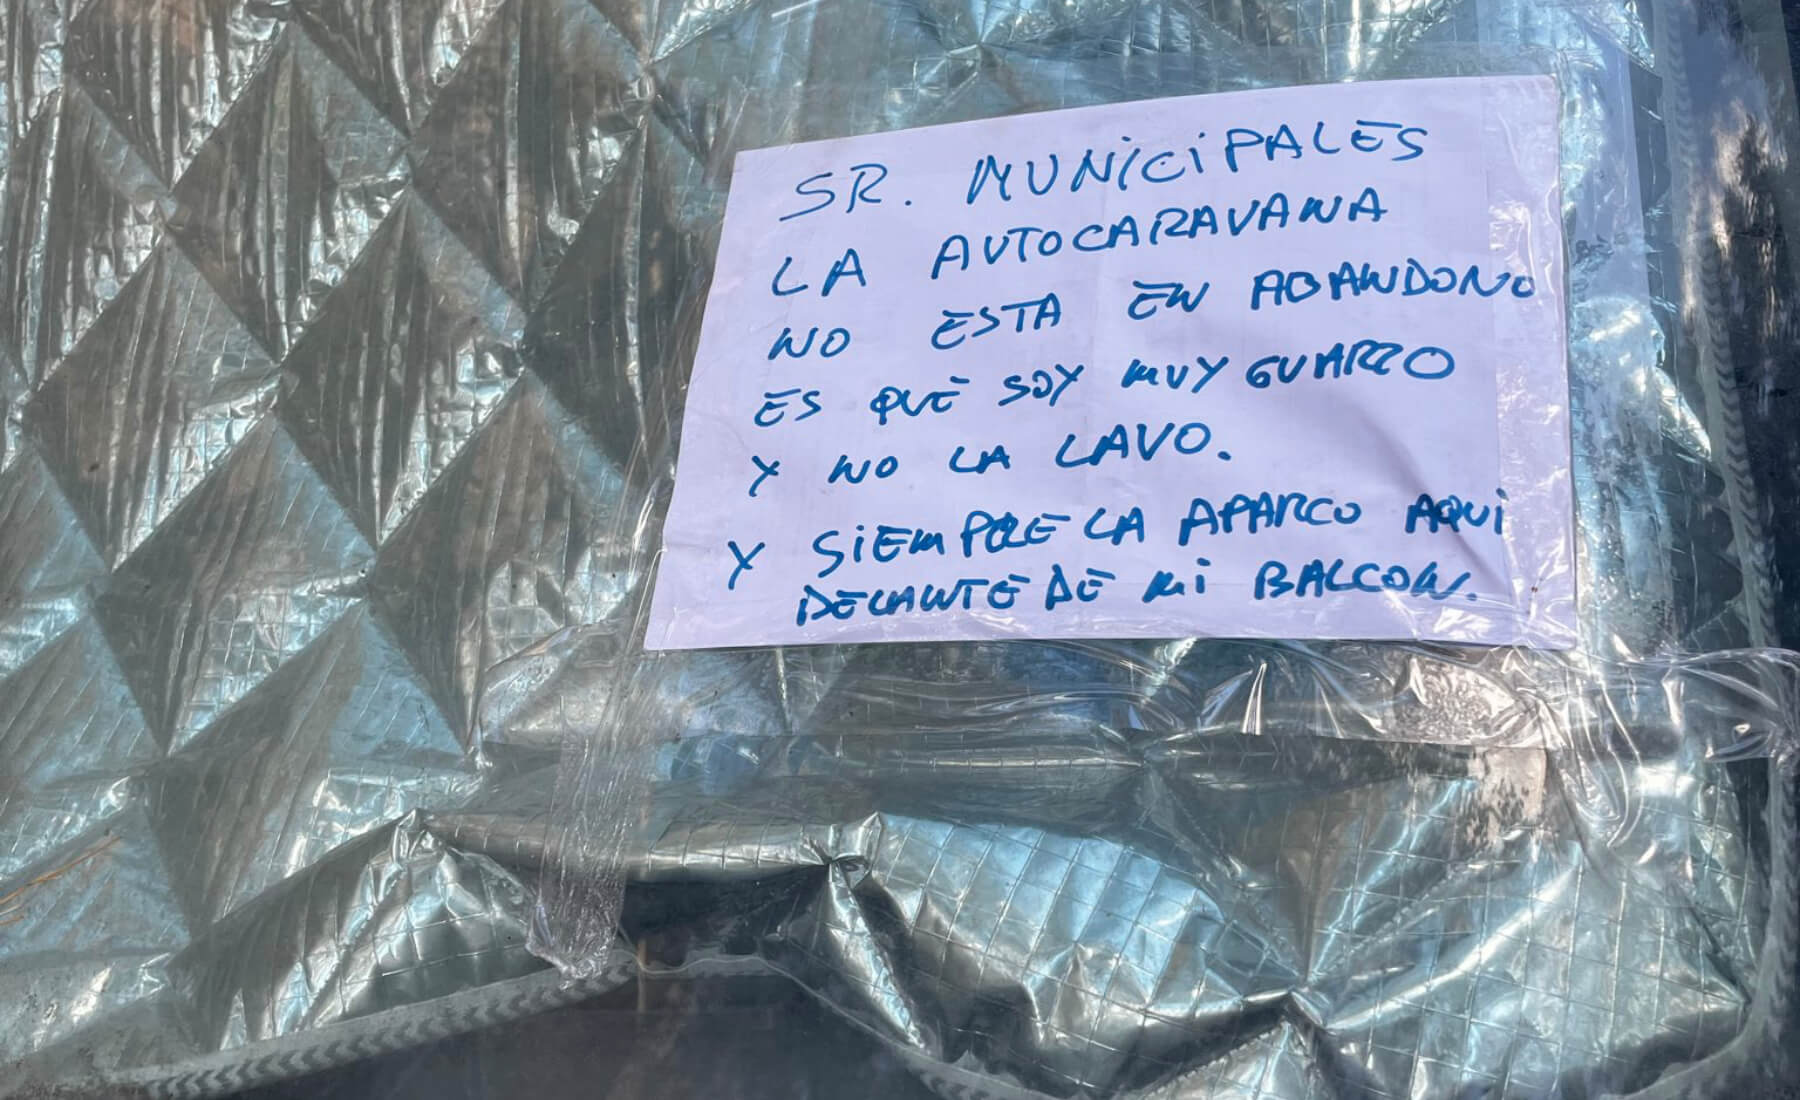 SR. MUNICIPALES
LA AUTOCARAVANA
NO ESTA EN ABANDONO
ES QUE SOY MUY GUARRO
Y NO LA LAVO.
Y SIEMPRE LA APARCO AQUI
DELANTE DE MI BALCON.